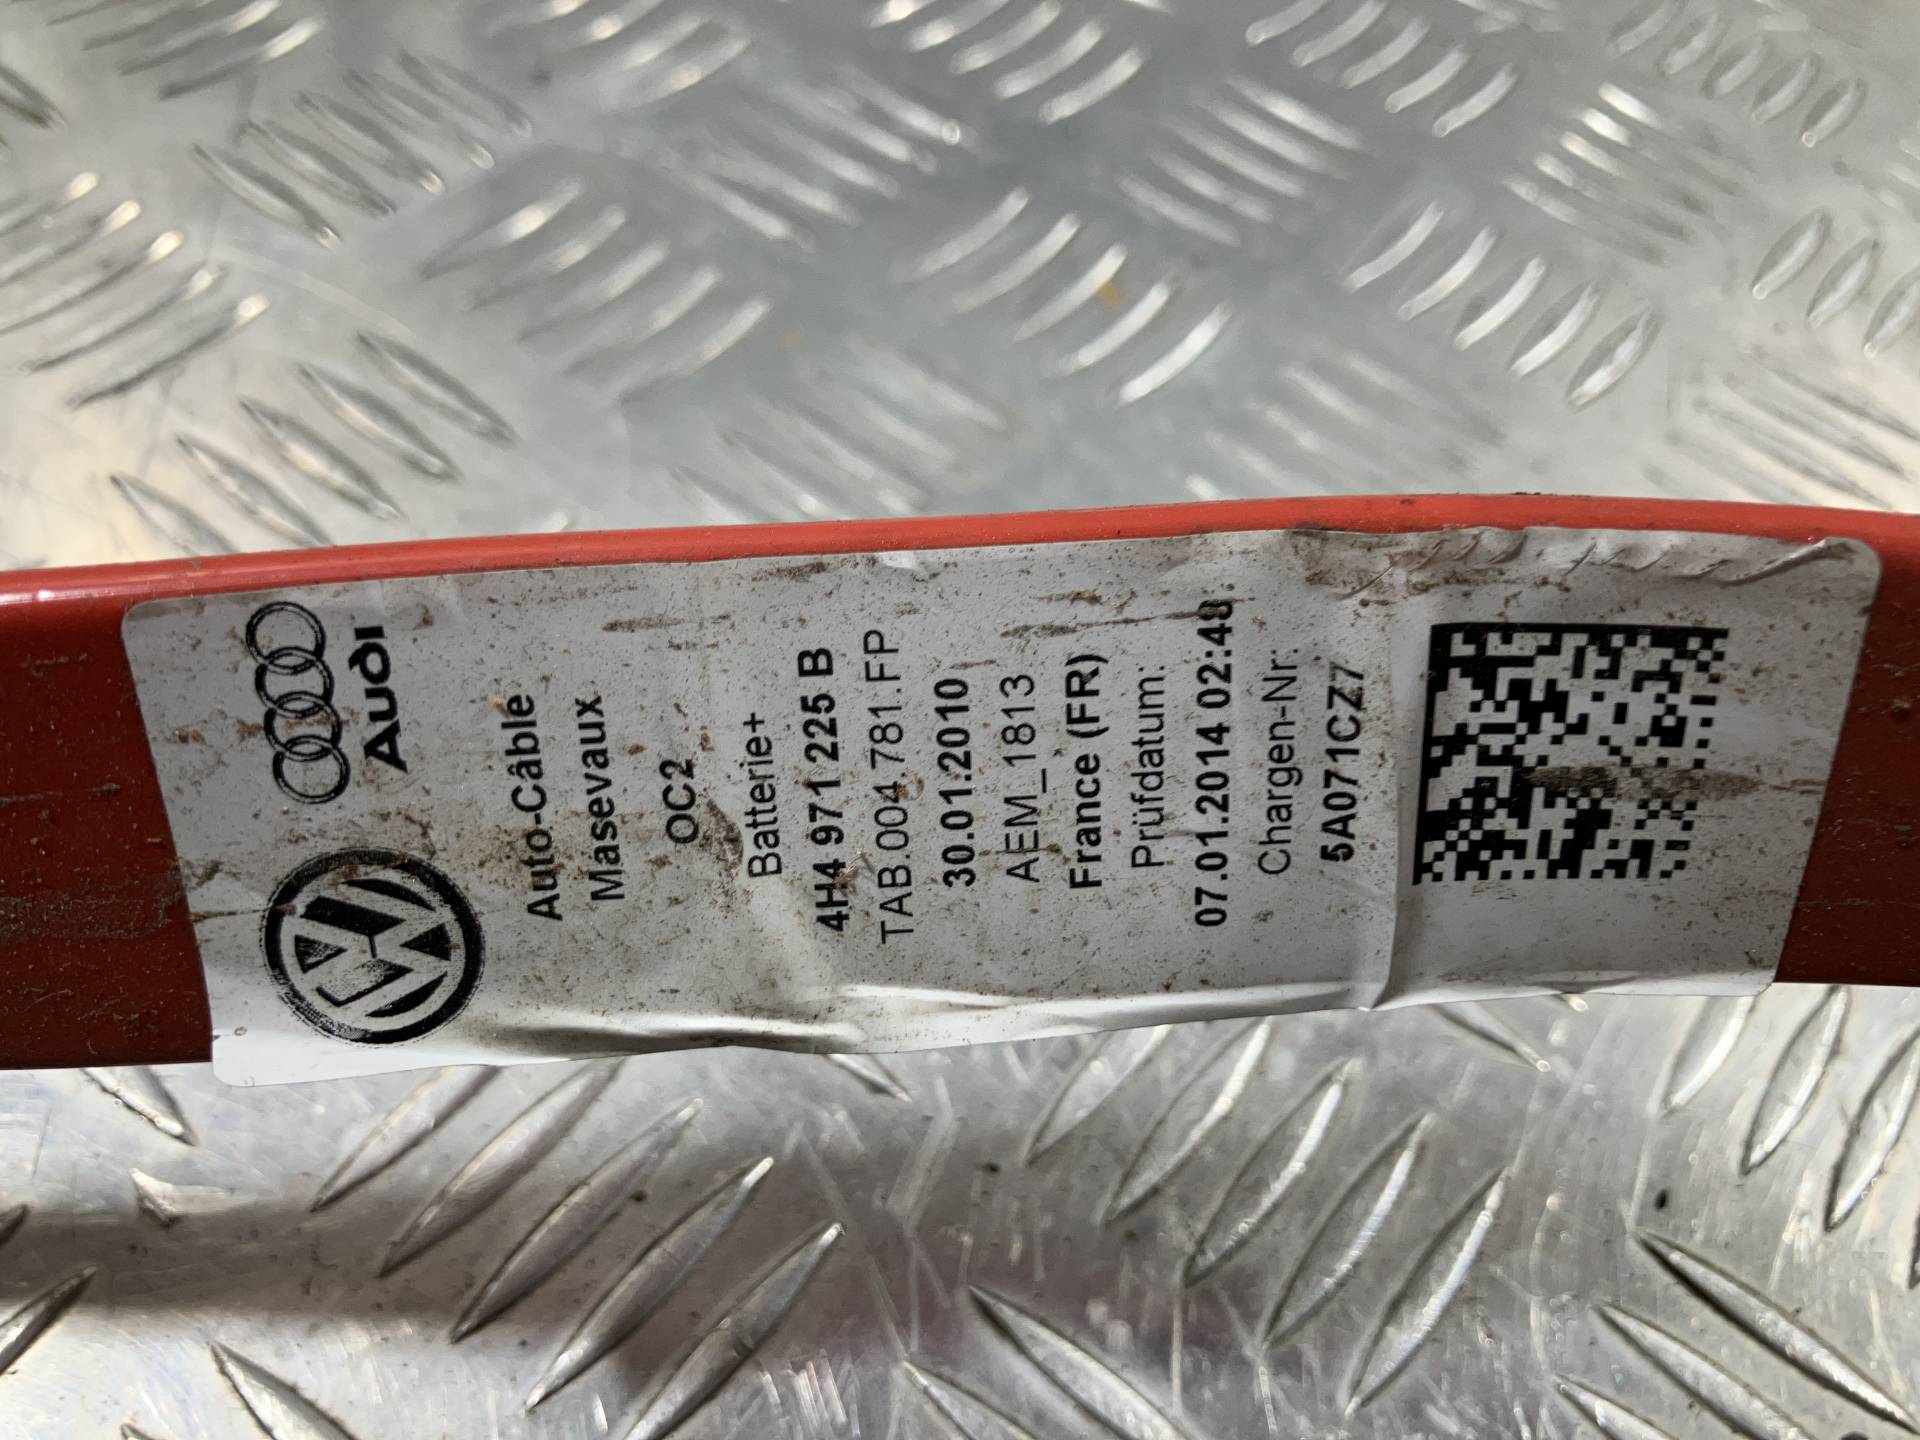 Audi
Auto-Câble
Masevaux
OC2
Batterie+
4H4 971 225 B
TAB.004.781.FP
30.01.2010
AEM_1813
France (FR)
Prüfdatum:
07.01.2014 02:48
Chargen-Nr:
5A071CZ7